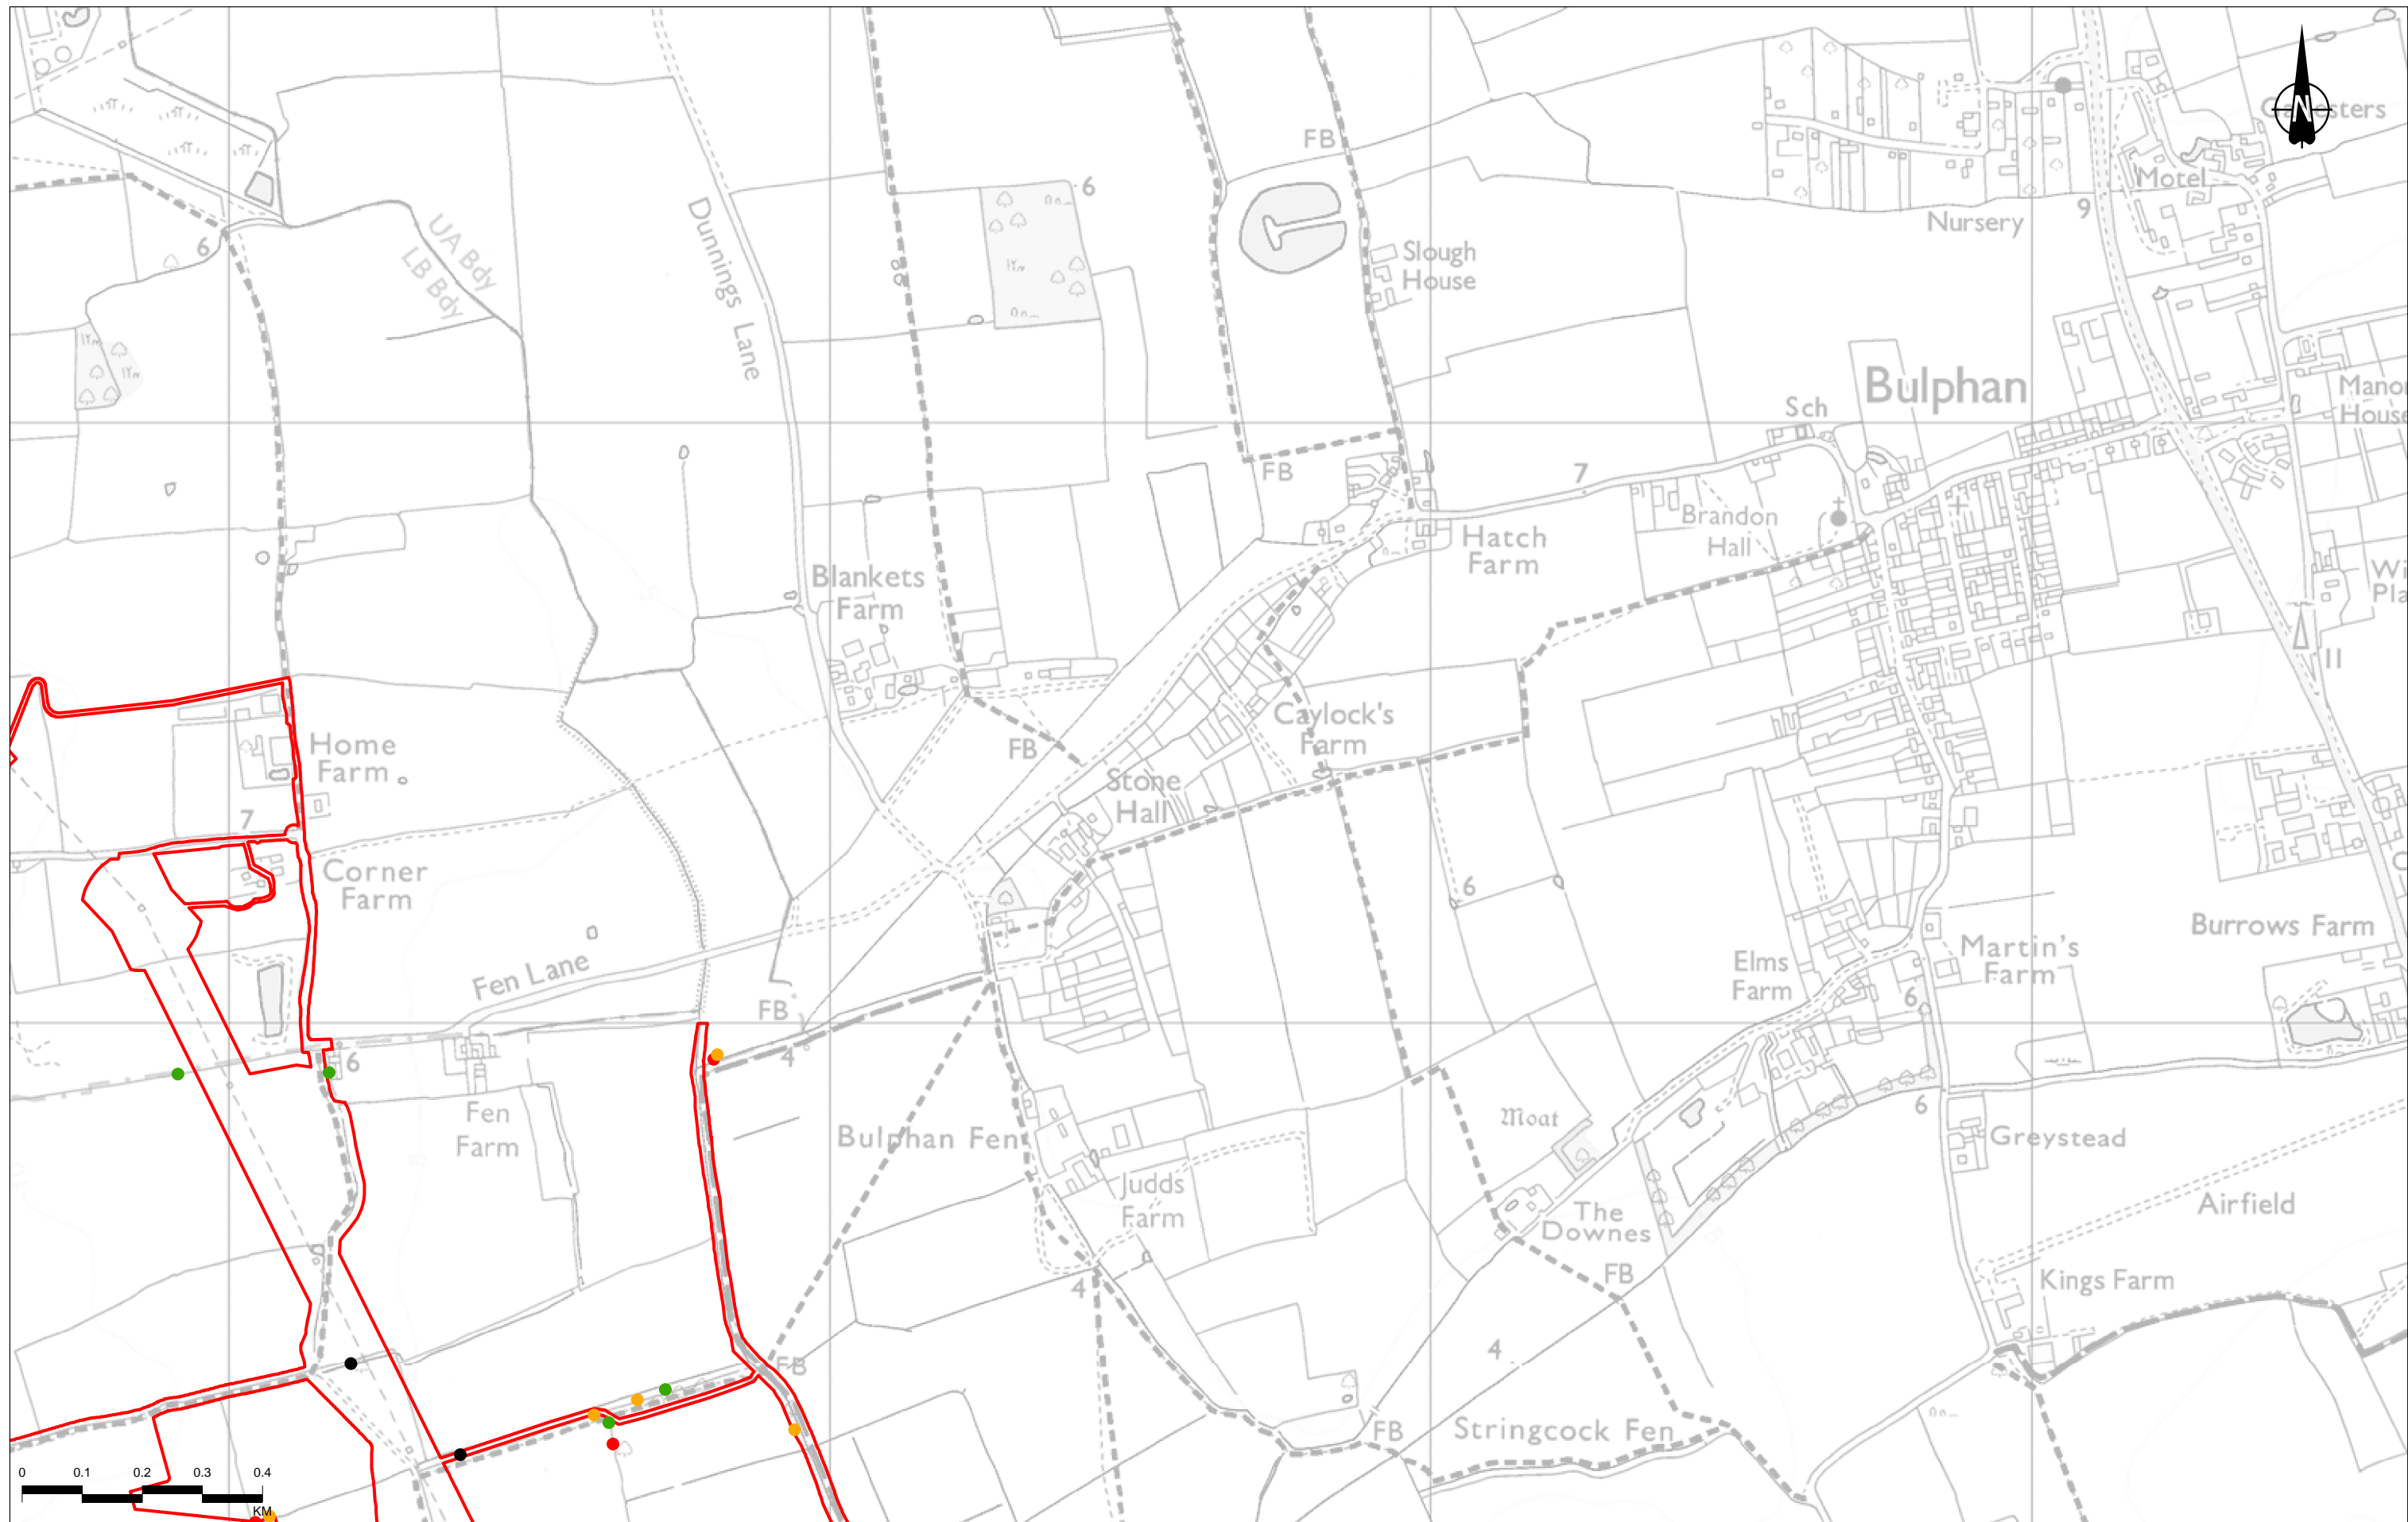 N
FB
6
Motel
9
Nursery
UA Bdy
LB Bdy
6
Dunnings Lane
Slough
House
Bulphan
Sch
FB
7
Brandon
Hall
Hatch
Farm
Blankets
Farm
11
Home
Farm
7
FB
Caylock's
Farm
Stone
Hall
Corner
Farm
6
Burrows Farm
Fen Lane
Elms
Farm
Martin's
Farm
6
FB
4
6
Fen
Farm
Bulphan Fen
Moat
6
Greystead
Judds
Farm
The
Downes
Airfield
FB
Kings Farm
4
4
FB
FB
Stringcock Fen
0 0.1 0.2 0.3 0.4
KM